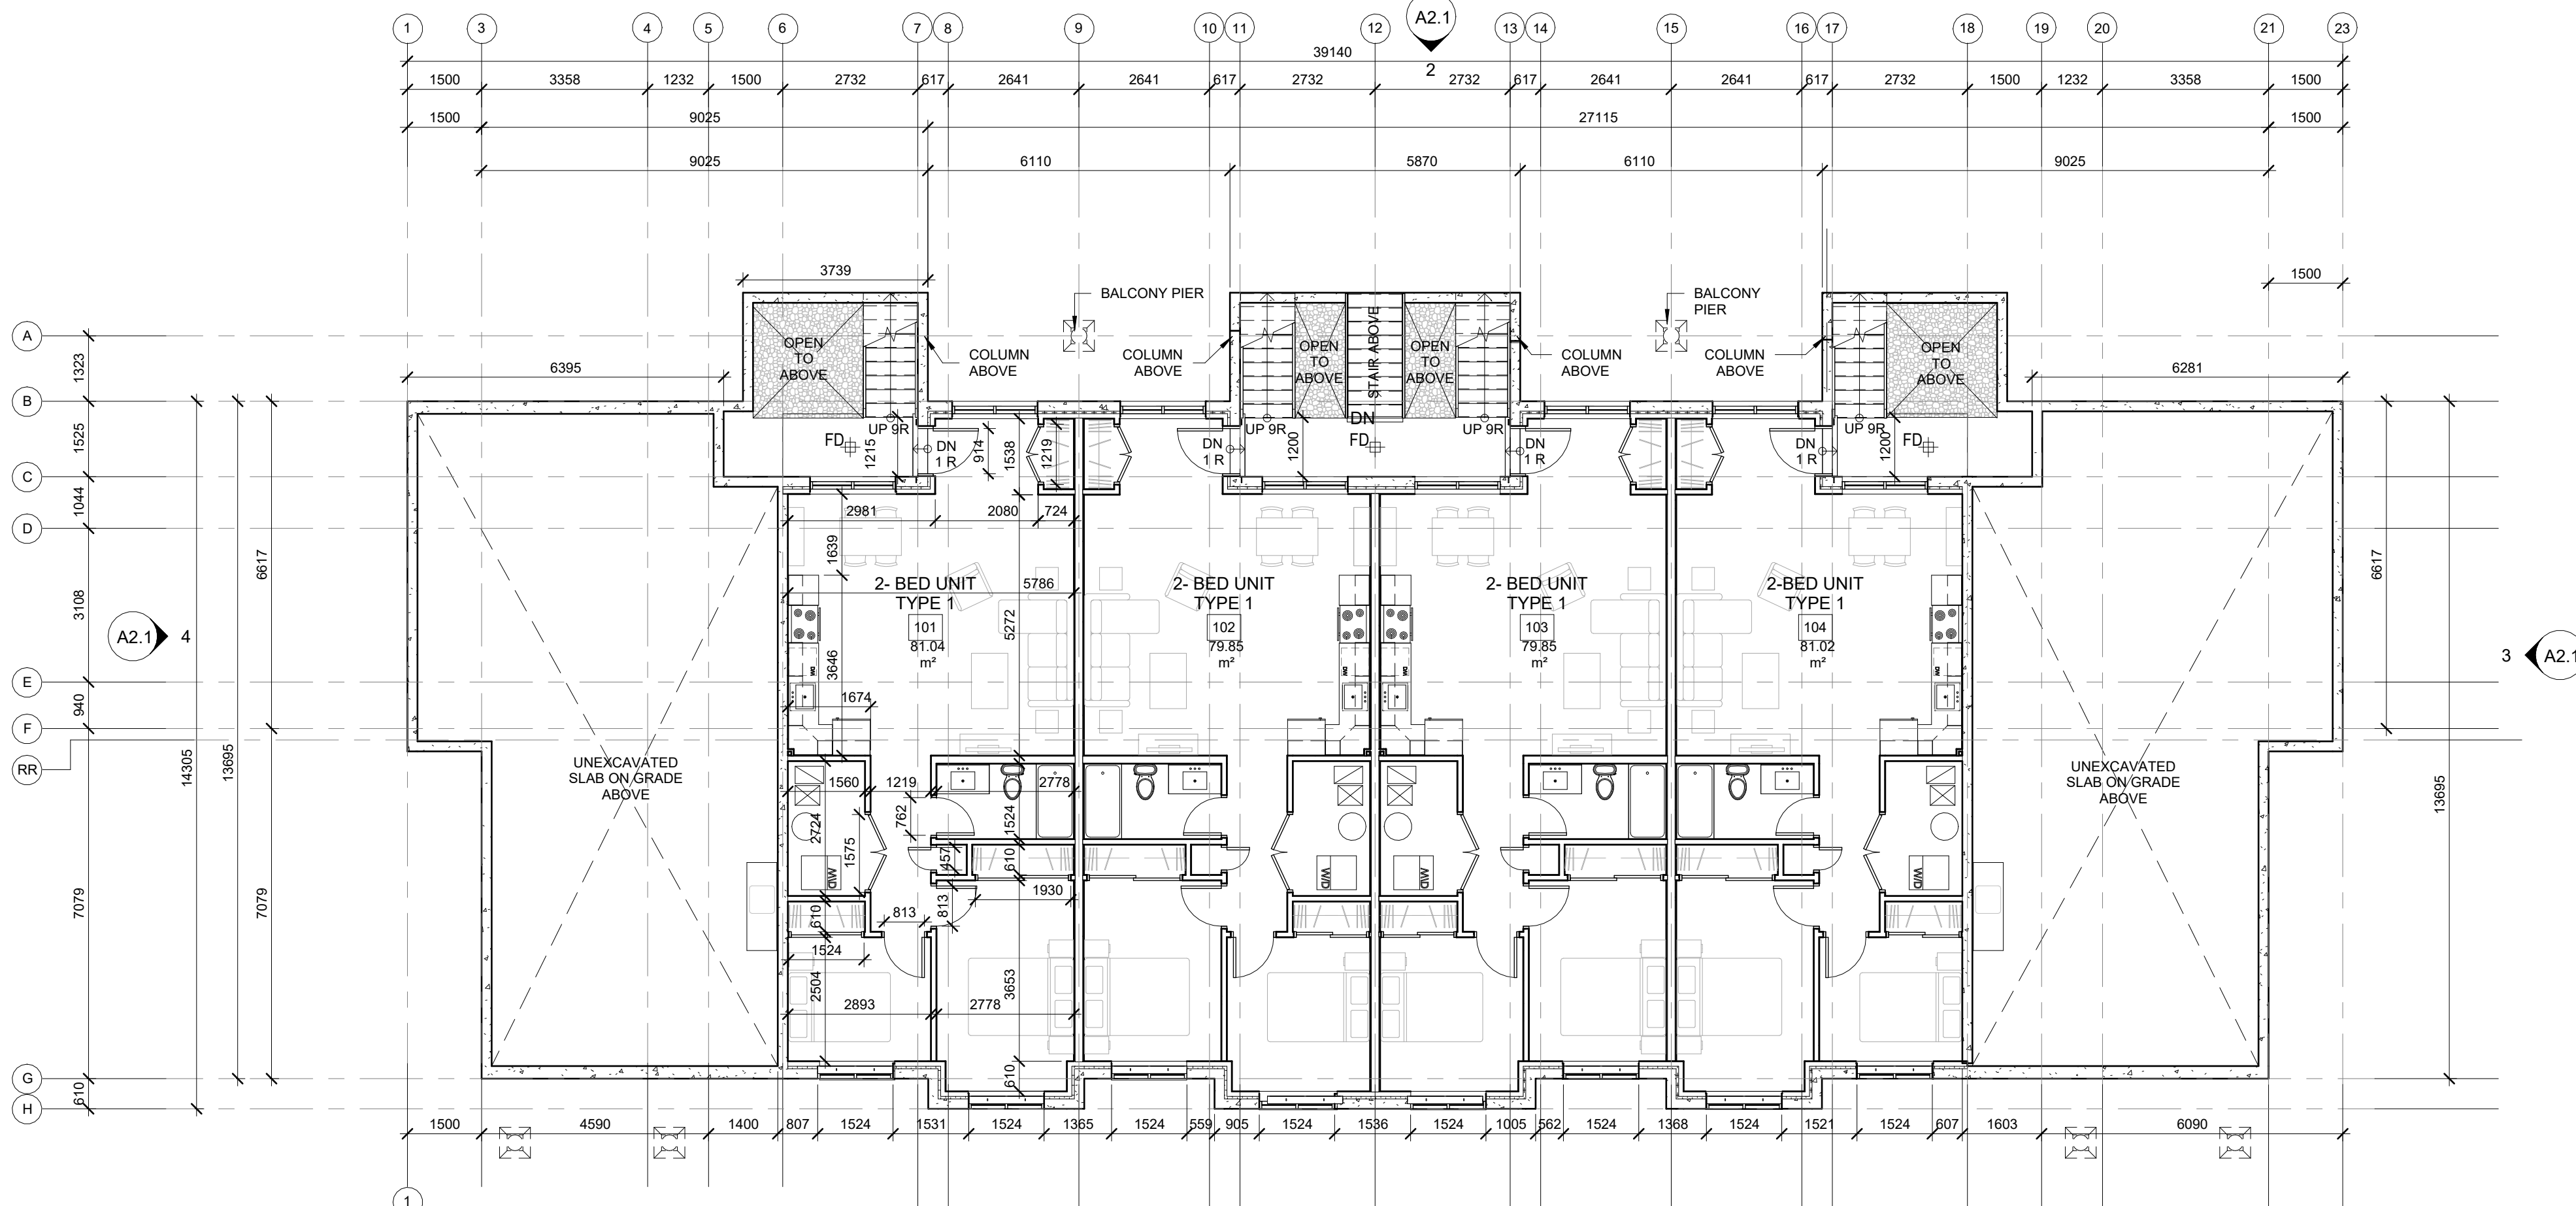 1 3 4 5 6 7 8 9 10 11 12 13 14 15 16 17 18 19 20 21 23
A2.1
2
39140
1500 3358 1232 1500 2732 617 2641 2641 617 2732 2732 617 2641 2641 617 2732 1500 1232 3358 1500
1500 9025 27115 1500
9025 6110 5870 6110 9025
3739 1500
BALCONY PIER
BALCONY
PIER
A
B
C
D
E
F
RR
G
H
1323
1525
1044
3108
940
7079
610
14305
13695
6617
7079
6395
6281
OPEN
TO
ABOVE
COLUMN
ABOVE
COLUMN
ABOVE
OPEN
TO
ABOVE
STAIR ABOVE
OPEN
TO
ABOVE
COLUMN
ABOVE
COLUMN
ABOVE
OPEN
TO
ABOVE
FD
1215
UP 9R
DN
1 R
914
1538
1219
DN
1 R
UP 9R
1200
DN
FD
UP 9R
DN
1 R
DN
1 R
UP 9R
1200
FD
2981 2080 724
1639
5786
2- BED UNIT
TYPE 1
101
81.04
m²
2- BED UNIT
TYPE 1
102
79.85
m²
2- BED UNIT
TYPE 1
103
79.85
m²
2-BED UNIT
TYPE 1
104
81.02
m²
5272
3646
1674
A2.1 4
3 A2.1
6617
13695
UNEXCAVATED
SLAB ON GRADE
ABOVE
UNEXCAVATED
SLAB ON GRADE
ABOVE
1560 1219 2778
762
2724
1575
1524
457
610
W/D
W/D
W/D
W/D
1930
813
813
610
1524
2504
3653
2893 2778
610
1500 4590 1400 807 1524 1531 1524 1365 1524 559 905 1524 1536 1524 1005 562 1524 1368 1524 1521 1524 607 1603 6090
1